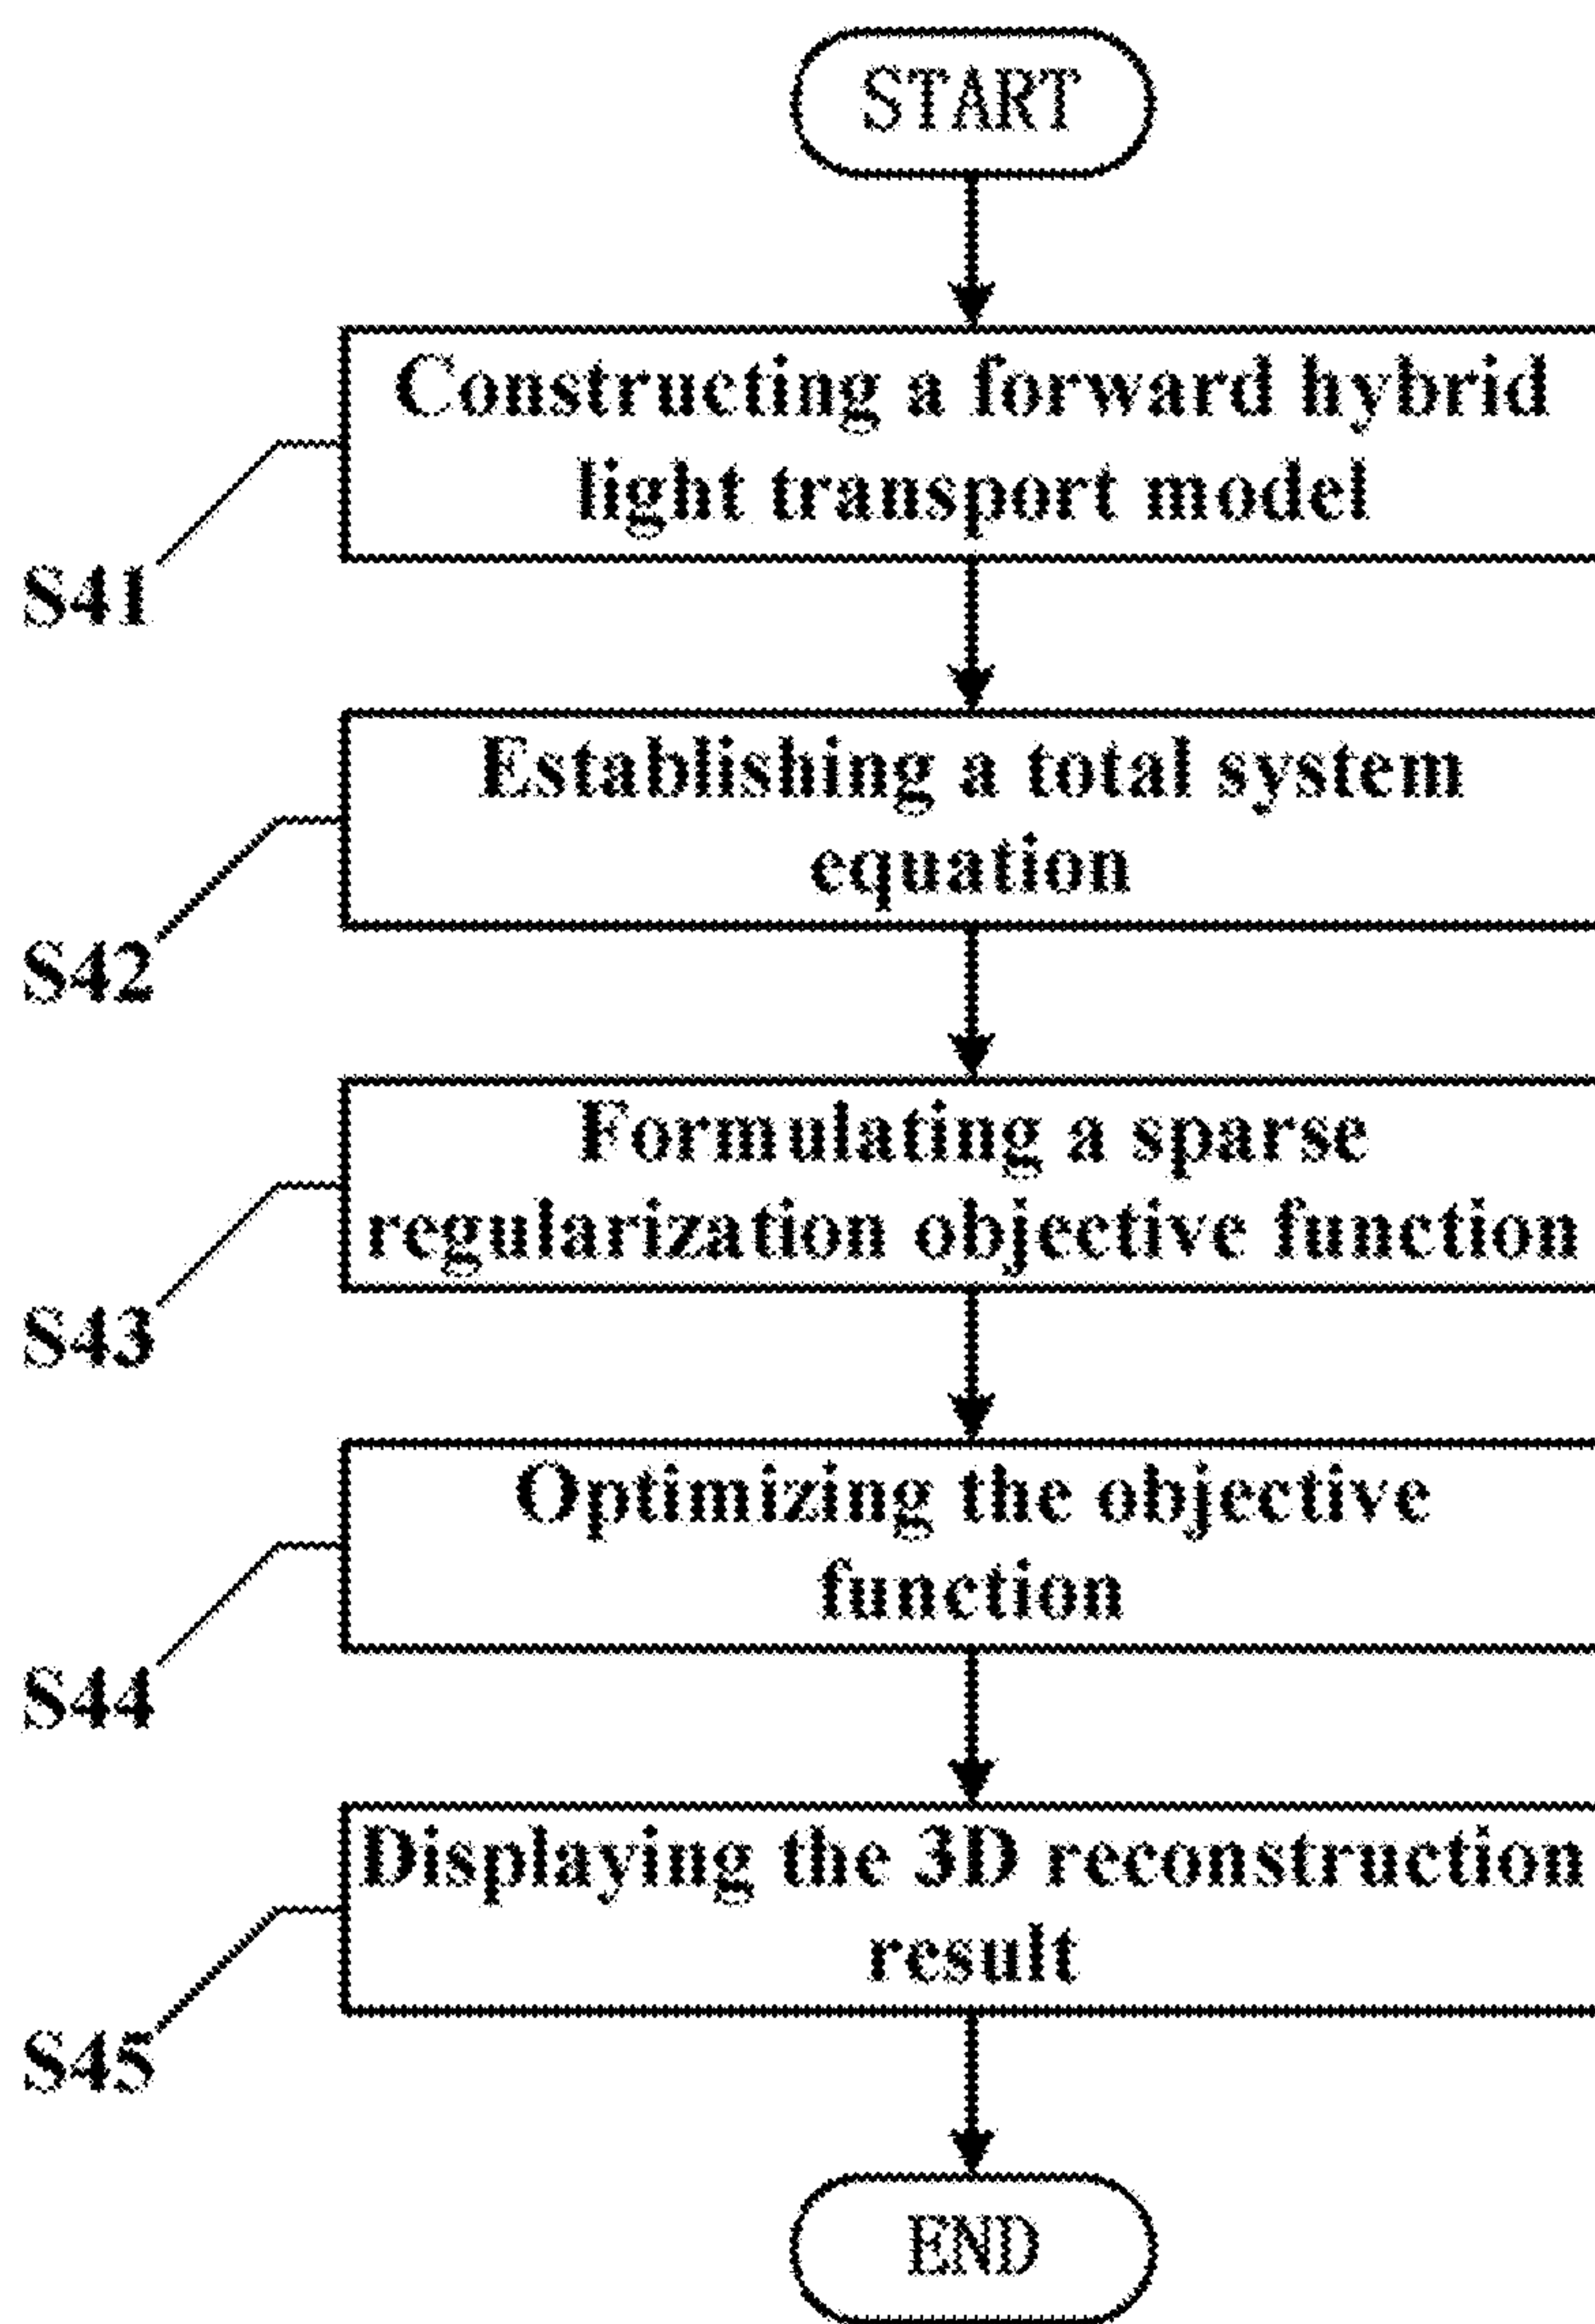 START
Constructing a forward hybrid
light transport model
S41
Establishing a total system
equation
S42
Formulating a sparse
regularization objective function
S43
Optimizing the objective
function
S44
Displaying the 3D reconstruction
result
S45
END